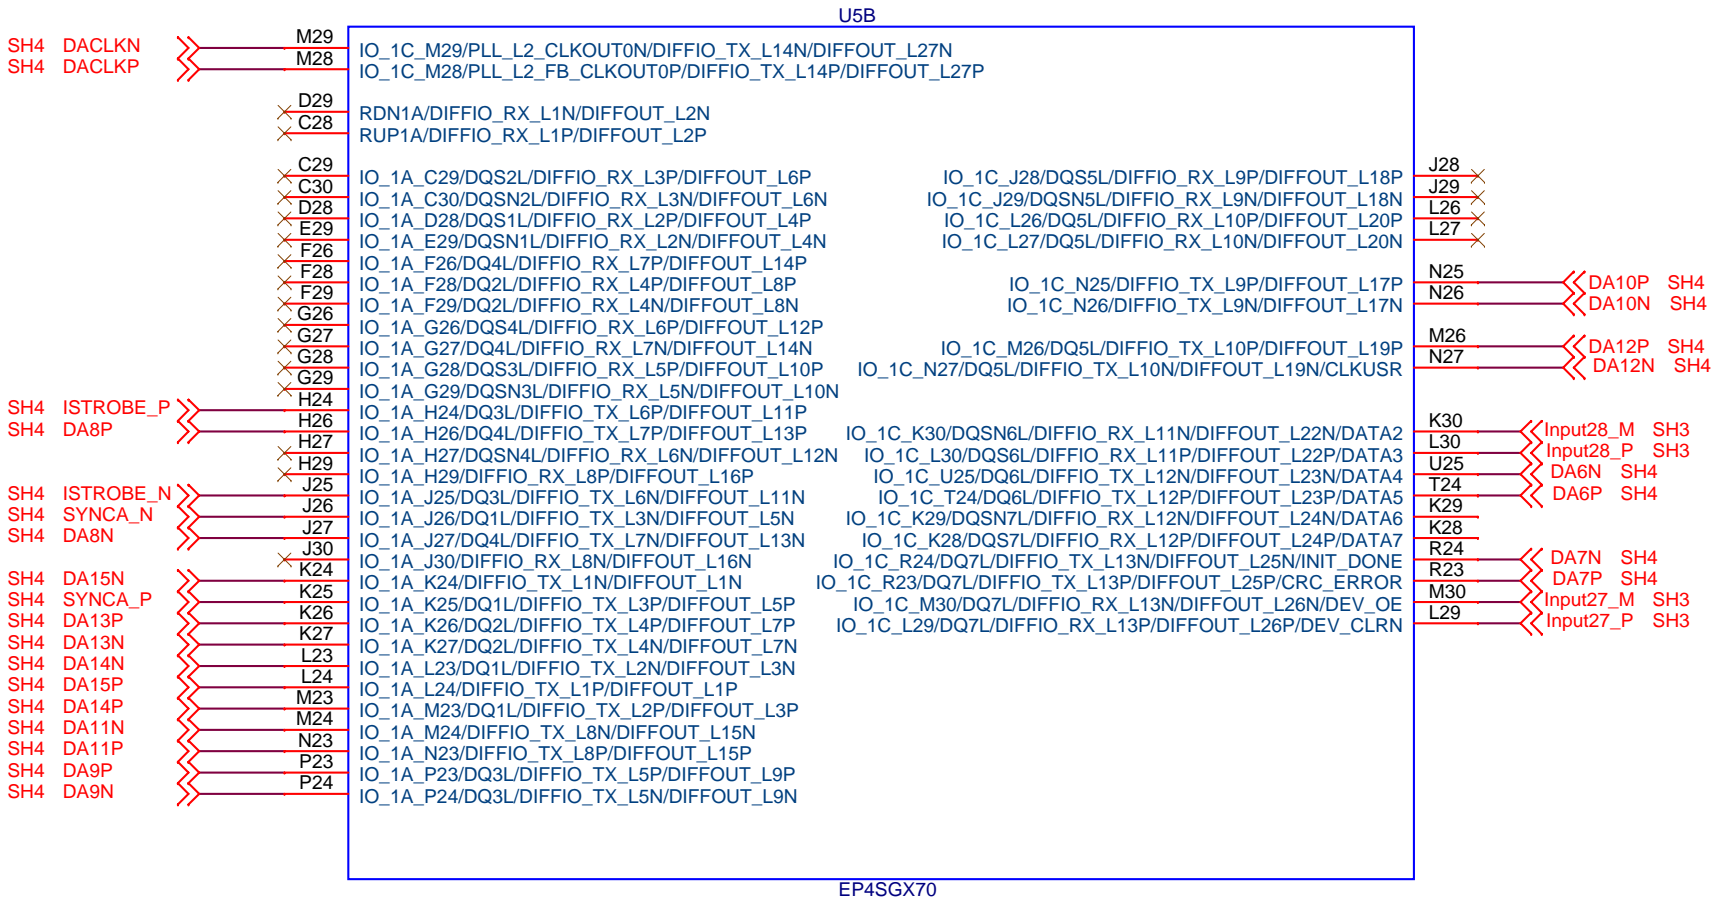 U5B
SH4 DACLKN M29 IO_1C_M29/PLL_L2_CLKOUT0N/DIFFIO_TX_L14N/DIFFOUT_L27N
SH4 DACLKP M28 IO_1C_M28/PLL_L2_FB_CLKOUT0P/DIFFIO_TX_L14P/DIFFOUT_L27P
D29 RDN1A/DIFFIO_RX_L1N/DIFFOUT_L2N
C28 RUP1A/DIFFIO_RX_L1P/DIFFOUT_L2P
C29 IO_1A_C29/DQS2L/DIFFIO_RX_L3P/DIFFOUT_L6P IO_1C_J28/DQS5L/DIFFIO_RX_L9P/DIFFOUT_L18P J28
C30 IO_1A_C30/DQSN2L/DIFFIO_RX_L3N/DIFFOUT_L6N IO_1C_J29/DQSN5L/DIFFIO_RX_L9N/DIFFOUT_L18N J29
D28 IO_1A_D28/DQS1L/DIFFIO_RX_L2P/DIFFOUT_L4P IO_1C_L26/DQ5L/DIFFIO_RX_L10P/DIFFOUT_L20P L26
E29 IO_1A_E29/DQSN1L/DIFFIO_RX_L2N/DIFFOUT_L4N IO_1C_L27/DQ5L/DIFFIO_RX_L10N/DIFFOUT_L20N L27
F26 IO_1A_F26/DQ4L/DIFFIO_RX_L7P/DIFFOUT_L14P
F28 IO_1A_F28/DQ2L/DIFFIO_RX_L4P/DIFFOUT_L8P IO_1C_N25/DIFFIO_TX_L9P/DIFFOUT_L17P N25 DA10P SH4
F29 IO_1A_F29/DQ2L/DIFFIO_RX_L4N/DIFFOUT_L8N IO_1C_N26/DIFFIO_TX_L9N/DIFFOUT_L17N N26 DA10N SH4
G26 IO_1A_G26/DQS4L/DIFFIO_RX_L6P/DIFFOUT_L12P
G27 IO_1A_G27/DQ4L/DIFFIO_RX_L7N/DIFFOUT_L14N IO_1C_M26/DQ5L/DIFFIO_TX_L10P/DIFFOUT_L19P M26 DA12P SH4
G28 IO_1A_G28/DQS3L/DIFFIO_RX_L5P/DIFFOUT_L10P IO_1C_N27/DQ5L/DIFFIO_TX_L10N/DIFFOUT_L19N/CLKUSR N27 DA12N SH4
G29 IO_1A_G29/DQSN3L/DIFFIO_RX_L5N/DIFFOUT_L10N
SH4 ISTROBE_P H24 IO_1A_H24/DQ3L/DIFFIO_TX_L6P/DIFFOUT_L11P
SH4 DA8P H26 IO_1A_H26/DQ4L/DIFFIO_TX_L7P/DIFFOUT_L13P IO_1C_K30/DQSN6L/DIFFIO_RX_L11N/DIFFOUT_L22N/DATA2 K30 Input28_M SH3
H27 IO_1A_H27/DQSN4L/DIFFIO_RX_L6N/DIFFOUT_L12N IO_1C_L30/DQS6L/DIFFIO_RX_L11P/DIFFOUT_L22P/DATA3 L30 Input28_P SH3
H29 IO_1A_H29/DIFFIO_RX_L8P/DIFFOUT_L16P IO_1C_U25/DQ6L/DIFFIO_TX_L12N/DIFFOUT_L23N/DATA4 U25 DA6N SH4
SH4 ISTROBE_N J25 IO_1A_J25/DQ3L/DIFFIO_TX_L6N/DIFFOUT_L11N IO_1C_T24/DQ6L/DIFFIO_TX_L12P/DIFFOUT_L23P/DATA5 T24 DA6P SH4
SH4 SYNCA_N J26 IO_1A_J26/DQ1L/DIFFIO_TX_L3N/DIFFOUT_L5N IO_1C_K29/DQSN7L/DIFFIO_RX_L12N/DIFFOUT_L24N/DATA6 K29
SH4 DA8N J27 IO_1A_J27/DQ4L/DIFFIO_TX_L7N/DIFFOUT_L13N IO_1C_K28/DQS7L/DIFFIO_RX_L12P/DIFFOUT_L24P/DATA7 K28
J30 IO_1A_J30/DIFFIO_RX_L8N/DIFFOUT_L16N IO_1C_R24/DQ7L/DIFFIO_TX_L13N/DIFFOUT_L25N/INIT_DONE R24 DA7N SH4
SH4 DA15N K24 IO_1A_K24/DIFFIO_TX_L1N/DIFFOUT_L1N IO_1C_R23/DQ7L/DIFFIO_TX_L13P/DIFFOUT_L25P/CRC_ERROR R23 DA7P SH4
SH4 SYNCA_P K25 IO_1A_K25/DQ1L/DIFFIO_TX_L3P/DIFFOUT_L5P IO_1C_M30/DQ7L/DIFFIO_RX_L13N/DIFFOUT_L26N/DEV_OE M30 Input27_M SH3
SH4 DA13P K26 IO_1A_K26/DQ2L/DIFFIO_TX_L4P/DIFFOUT_L7P IO_1C_L29/DQ7L/DIFFIO_RX_L13P/DIFFOUT_L26P/DEV_CLRN L29 Input27_P SH3
SH4 DA13N K27 IO_1A_K27/DQ2L/DIFFIO_TX_L4N/DIFFOUT_L7N
SH4 DA14N L23 IO_1A_L23/DQ1L/DIFFIO_TX_L2N/DIFFOUT_L3N
SH4 DA15P L24 IO_1A_L24/DIFFIO_TX_L1P/DIFFOUT_L1P
SH4 DA14P M23 IO_1A_M23/DQ1L/DIFFIO_TX_L2P/DIFFOUT_L3P
SH4 DA11N M24 IO_1A_M24/DIFFIO_TX_L8N/DIFFOUT_L15N
SH4 DA11P N23 IO_1A_N23/DIFFIO_TX_L8P/DIFFOUT_L15P
SH4 DA9P P23 IO_1A_P23/DQ3L/DIFFIO_TX_L5P/DIFFOUT_L9P
SH4 DA9N P24 IO_1A_P24/DQ3L/DIFFIO_TX_L5N/DIFFOUT_L9N
EP4SGX70